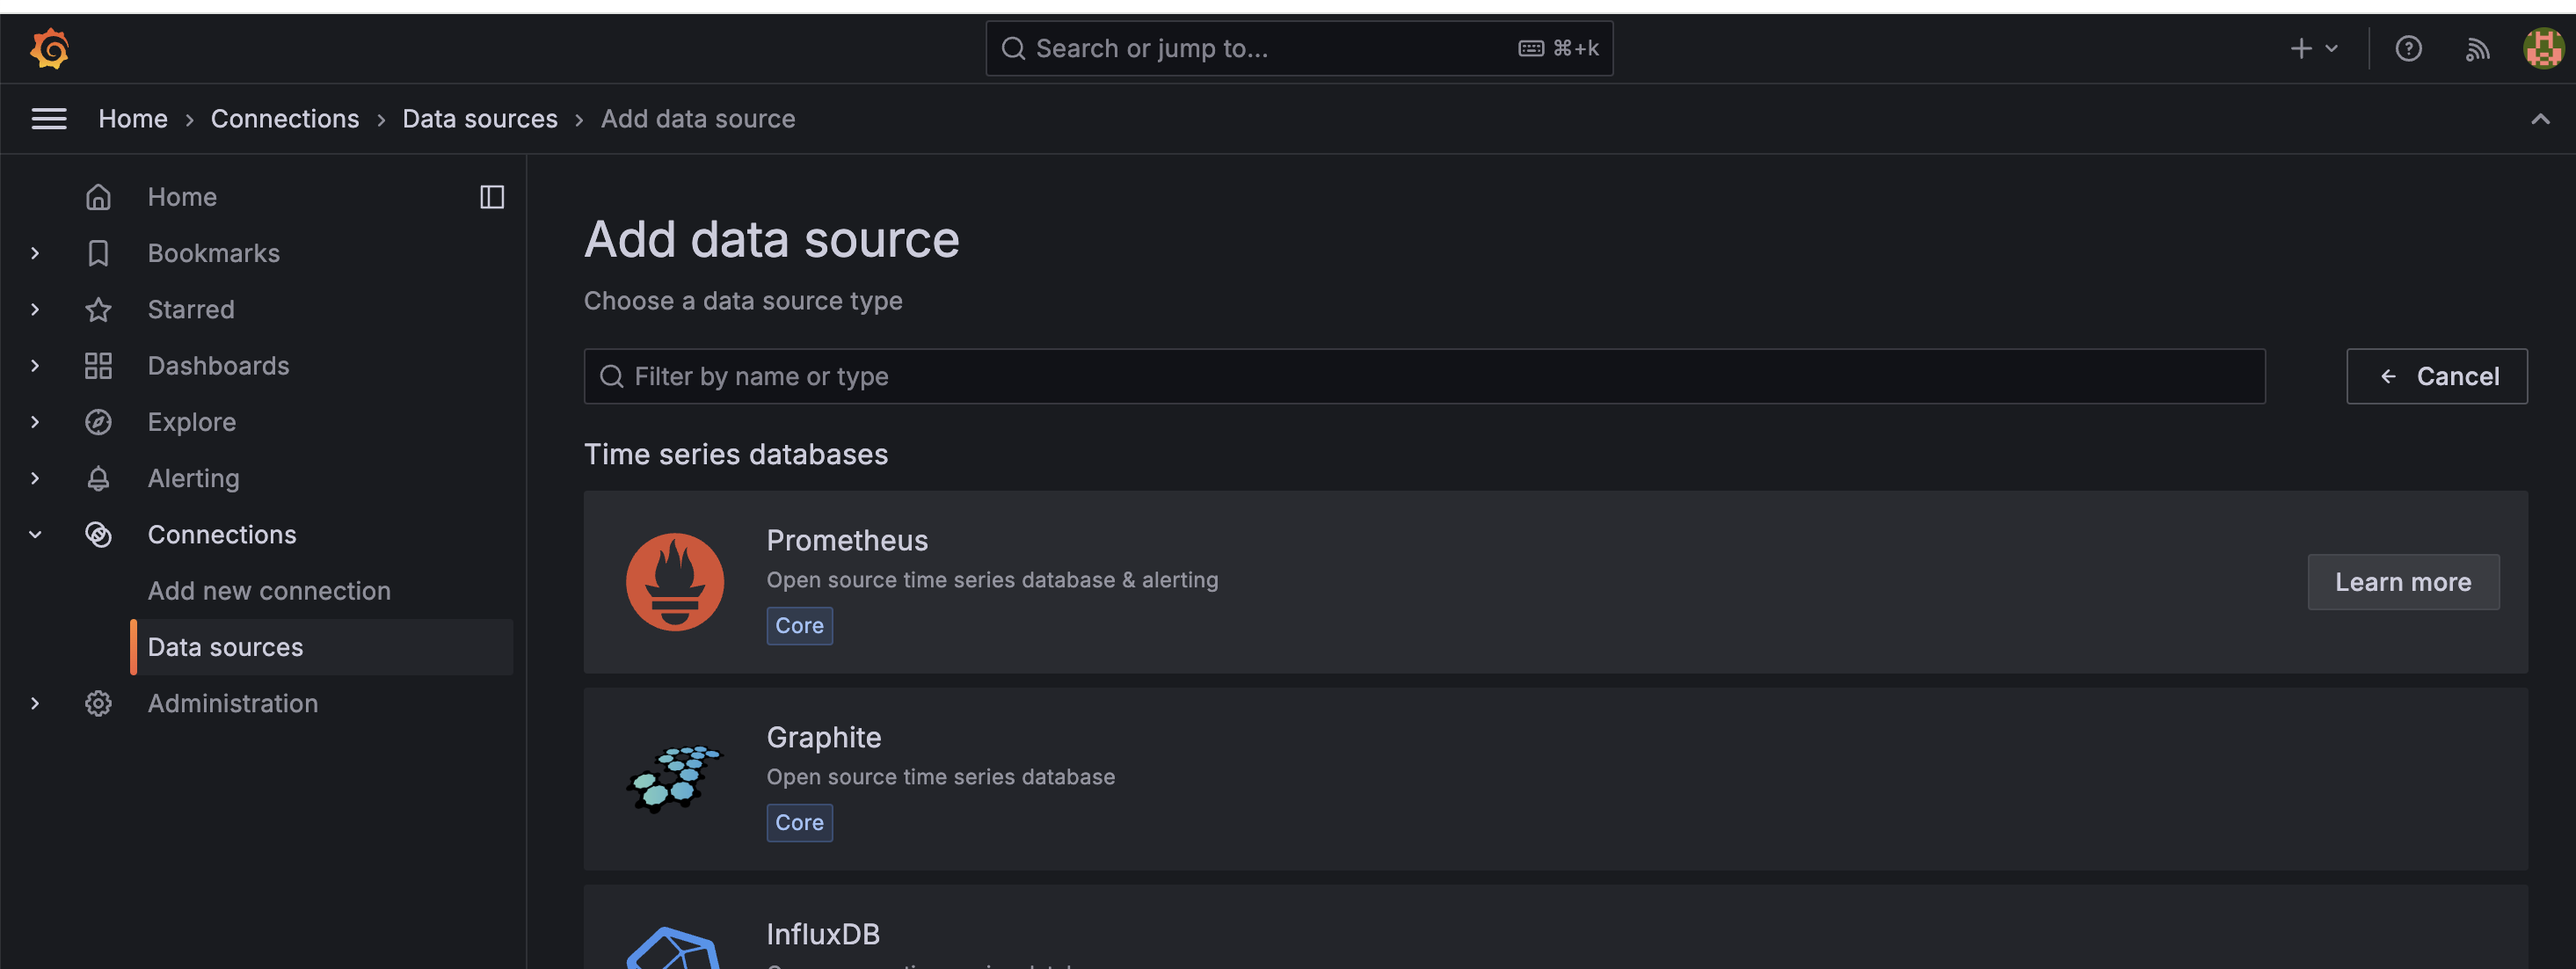 Search or jump to...
⌘+k
Home › Connections › Data sources › Add data source
Home
Bookmarks
Starred
Dashboards
Explore
Alerting
Connections
Add new connection
Data sources
Administration
Add data source
Choose a data source type
Filter by name or type
Cancel
Time series databases
Prometheus
Open source time series database & alerting
Core
Learn more
Graphite
Open source time series database
Core
InfluxDB